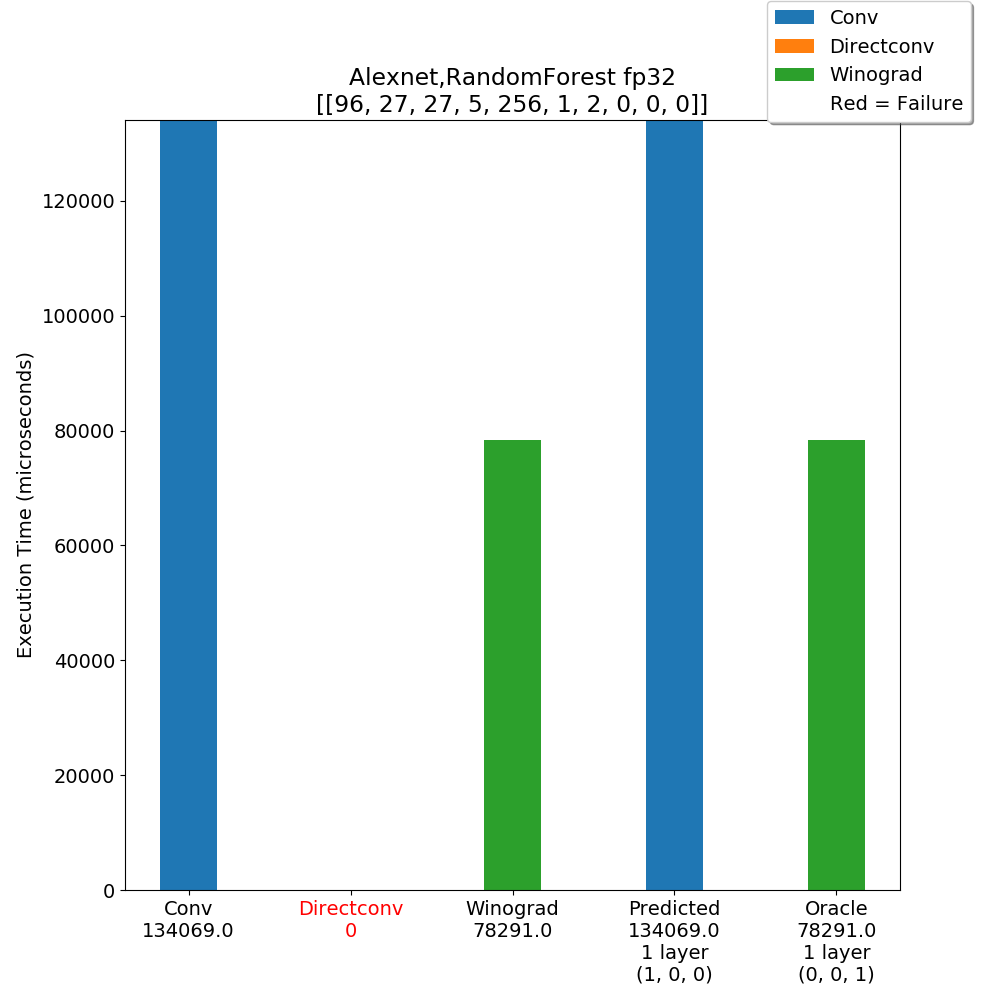 Conv
Directconv
Winograd
Red = Failure
Alexnet,RandomForest fp32
[[96, 27, 27, 5, 256, 1, 2, 0, 0, 0]]
Execution Time (microseconds)
120000
100000
80000
60000
40000
20000
0
Conv
134069.0
Directconv
0
Winograd
78291.0
Predicted
134069.0
1 layer
(1, 0, 0)
Oracle
78291.0
1 layer
(0, 0, 1)